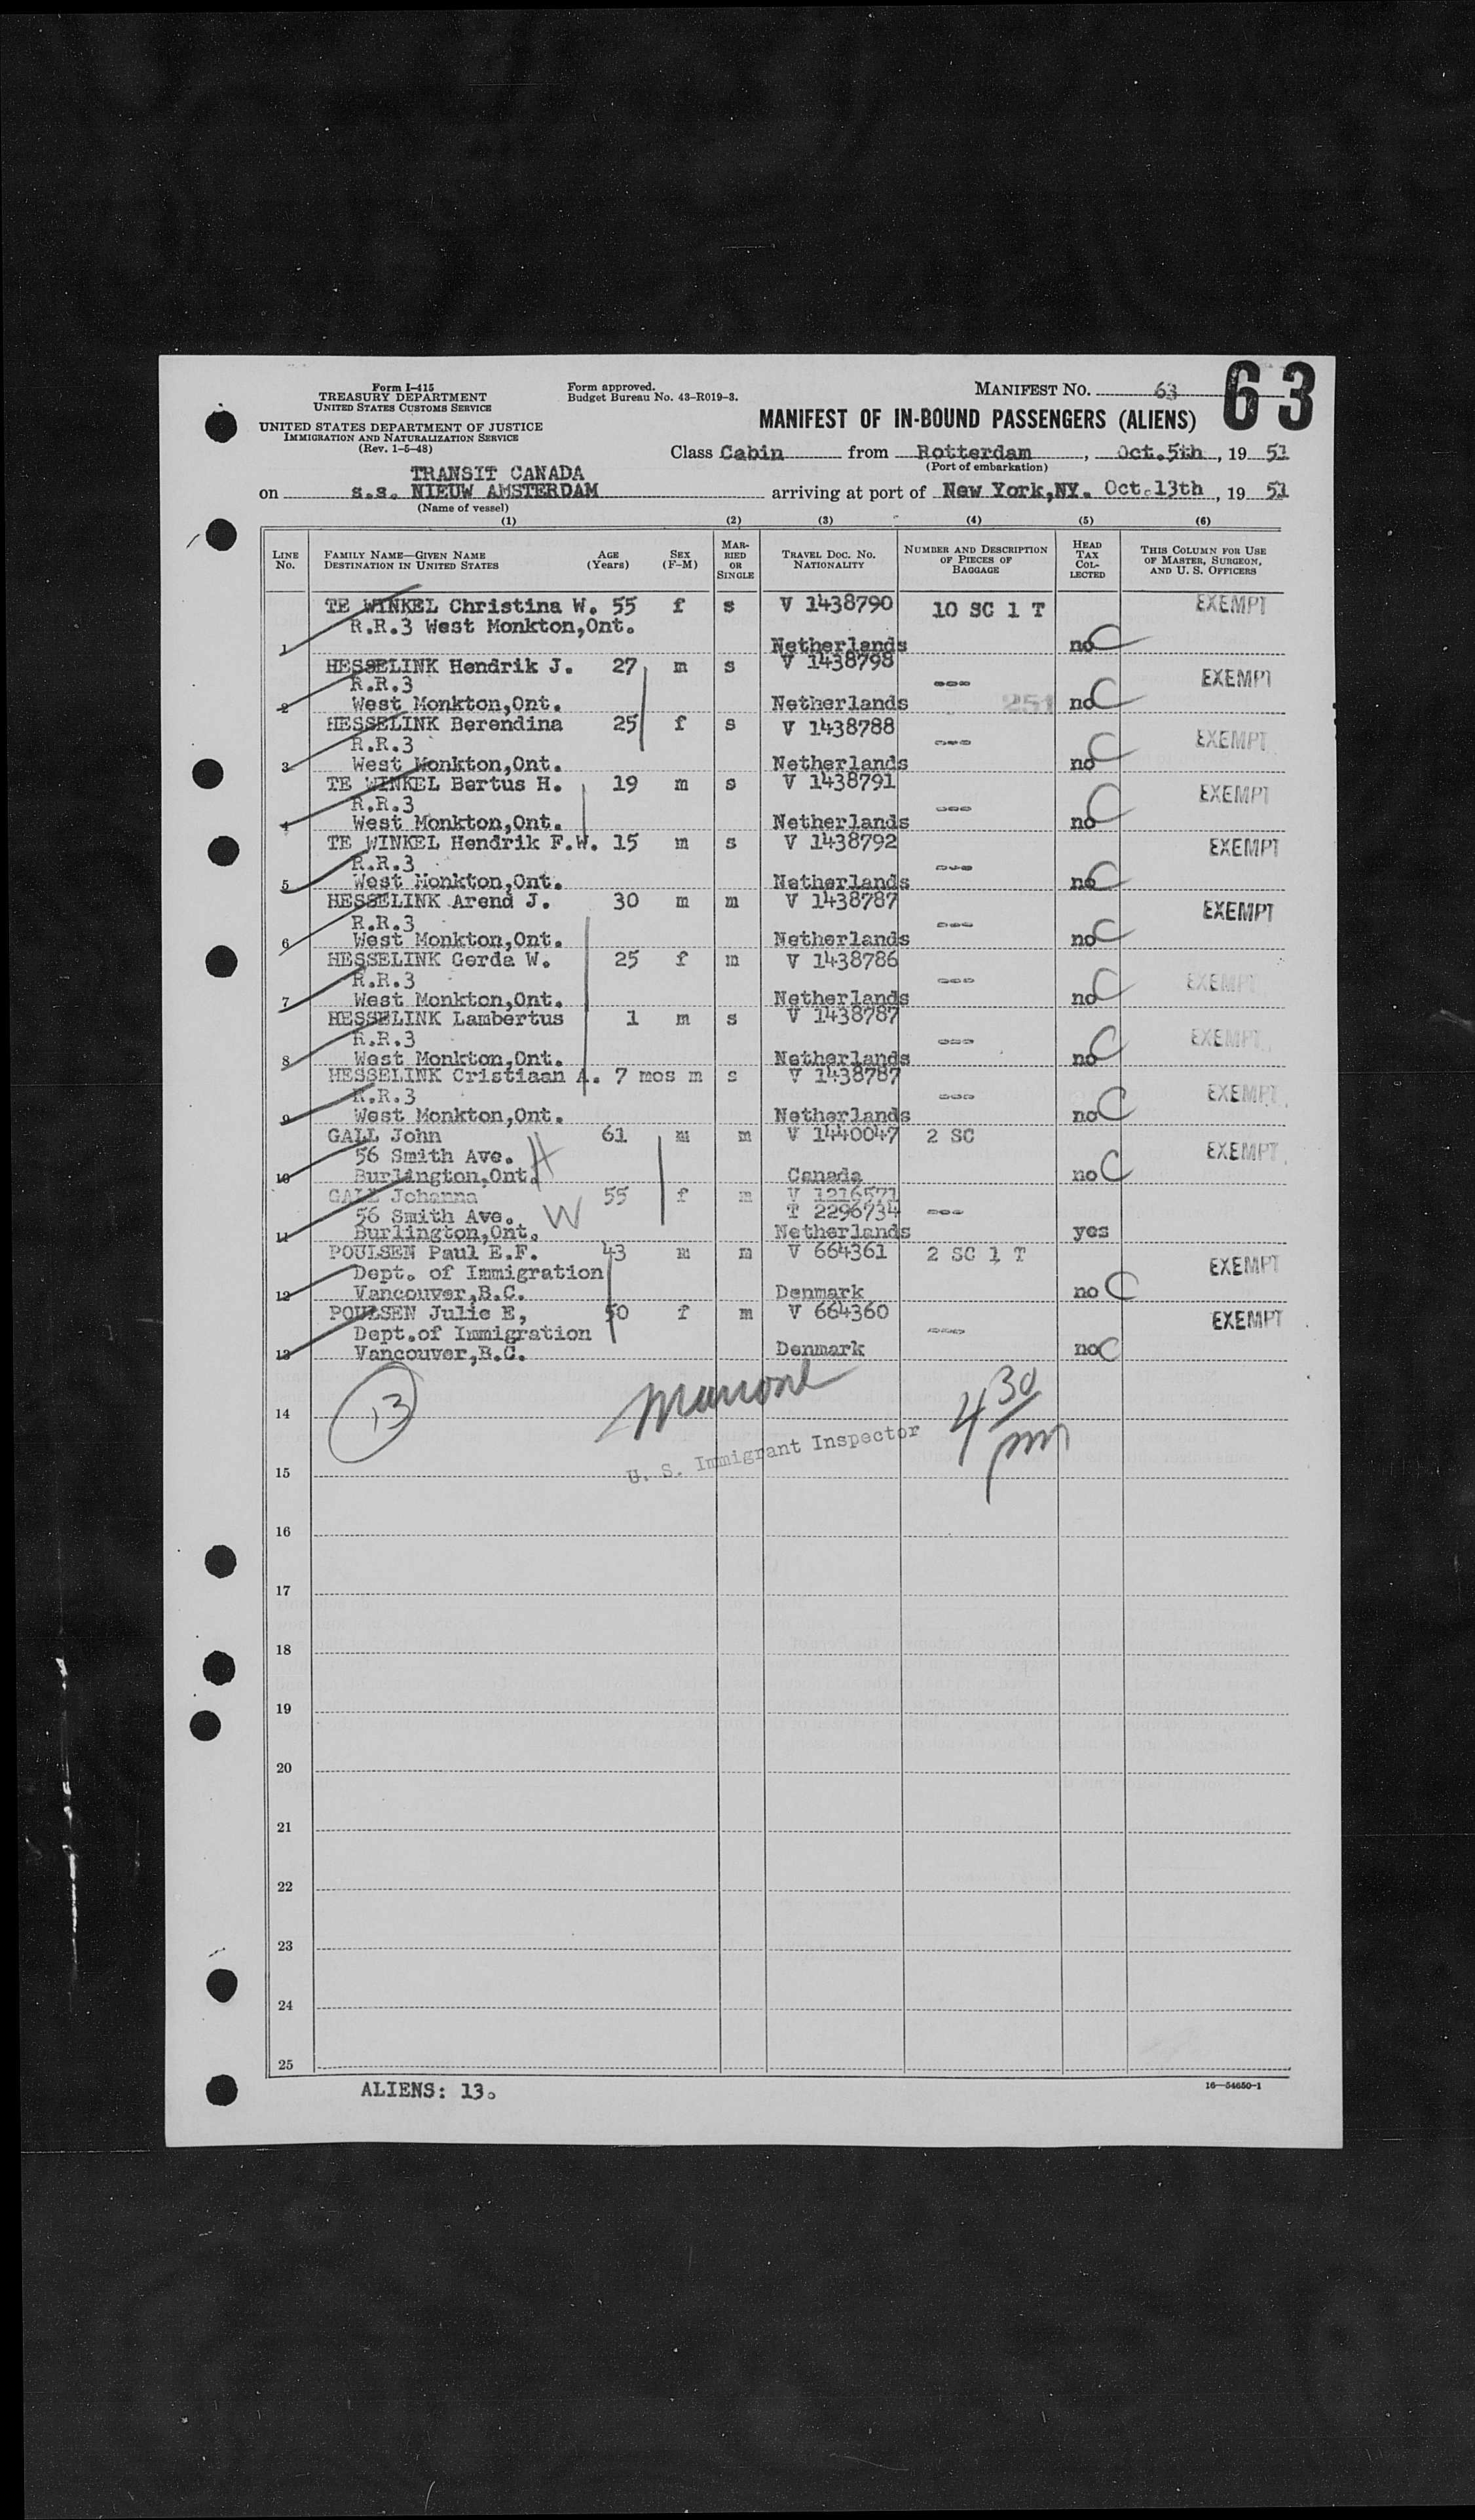 Form I-415
TREASURY DEPARTMENT
UNITED STATES CUSTOMS SERVICE
UNITED STATES DEPARTMENT OF JUSTICE
IMMIGRATION AND NATURALIZATION SERVICE
(Rev. 1-5-48)
Form approved.
Budget Bureau No. 43-R019-3.
MANIFEST NO. 63
63
MANIFEST OF IN-BOUND PASSENGERS (ALIENS)
Class Cabin from Rotterdam, Oct.5th, 19 51
(Port of embarkation)
TRANSIT CANADA
on s.s. NIEUW AMSTERDAM arriving at port of New York,NY. Oct.13th, 19 51
(Name of vessel)
(1) (2) (3) (4) (5) (6)
LINE No. FAMILY NAME—GIVEN NAME DESTINATION IN UNITED STATES AGE (Years) SEX (F-M) MARRIED OR SINGLE TRAVEL DOC. NO. NATIONALITY NUMBER AND DESCRIPTION OF PIECES OF BAGGAGE HEAD TAX COLLECTED THIS COLUMN FOR USE OF MASTER, SURGEON, AND U. S. OFFICERS
TE WINKEL Christina W. 55 f s V 1438790 10 SC 1 T EXEMPT
R.R.3 West Monkton,Ont.
1 Netherlands no C
HESSELINK Hendrik J. 27 m s V 1438798
R.R.3 --- EXEMPT
2 West Monkton,Ont. Netherlands 251 no C
HESSELINK Berendina 25 f s V 1438788
R.R.3 --- EXEMPT
3 West Monkton,Ont. Netherlands no C
TE WINKEL Bertus H. 19 m s V 1438791
R.R.3 --- EXEMPT
4 West Monkton,Ont. Netherlands no C
TE WINKEL Hendrik F.W. 15 m s V 1438792 EXEMPT
R.R.3 ---
5 West Monkton,Ont. Netherlands no C
HESSELINK Arend J. 30 m m V 1438787 EXEMPT
R.R.3 ---
6 West Monkton,Ont. Netherlands no C
HESSELINK Gerda W. 25 f m V 1438786
R.R.3 --- EXEMPT
7 West Monkton,Ont. Netherlands no C
HESSELINK Lambertus 1 m s V 1438787
R.R.3 --- EXEMPT
8 West Monkton,Ont. Netherlands no C
HESSELINK Cristiaan A. 7 mos m s V 1438787
R.R.3 --- EXEMPT
9 West Monkton,Ont. Netherlands no C
GALL John 61 m m V 1440047 2 SC
56 Smith Ave. H EXEMPT
10 Burlington,Ont. Canada no C
GALL Johanna 55 f m V 1216571
56 Smith Ave. W T 2296734 ---
11 Burlington,Ont. Netherlands yes
POULSEN Paul E.F. 43 m m V 664361 2 SC 1 T
Dept. of Immigration EXEMPT
12 Vancouver,B.C. Denmark no C
POULSEN Julie E, 50 f m V 664360 EXEMPT
Dept.of Immigration ---
13 Vancouver,B.C. Denmark no C
13
4 30 pm
U. S. Immigrant Inspector
14
15
16
17
18
19
20
21
22
23
24
25
ALIENS: 13.
16—54650-1